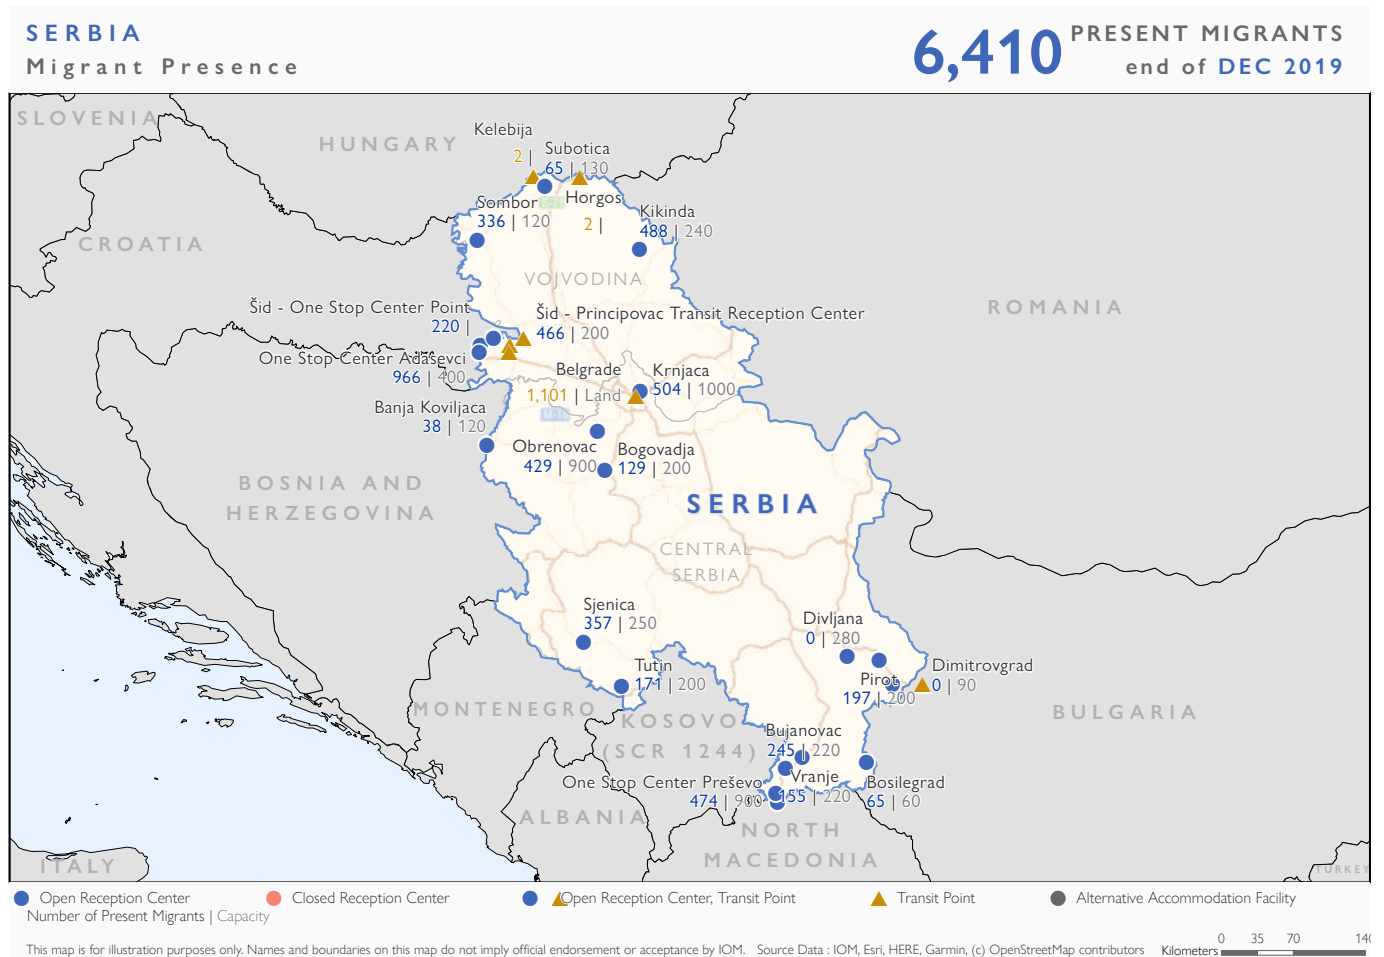 SERBIA
Migrant Presence
6,410 PRESENT MIGRANTS
end of DEC 2019
SLOVENIA
HUNGARY
CROATIA
ROMANIA
Kelebija
2 |
Subotica
65 | 130
Sombor
336 | 120
Horgos
2 |
Kikinda
488 | 240
VOJVODINA
Šid - One Stop Center Point
220 |
Šid - Principovac Transit Reception Center
466 | 200
One Stop Center Adaševci
966 | 400
Belgrade
1,101 | Land
Krnjaca
504 | 1000
Banja Koviljaca
38 | 120
Obrenovac
429 | 900
Bogovadja
129 | 200
BOSNIA AND
HERZEGOVINA
SERBIA
CENTRAL
SERBIA
Sjenica
357 | 250
Divljana
0 | 280
Tutin
171 | 200
Pirot
197 | 200
Dimitrovgrad
0 | 90
MONTENEGRO
KOSOVO
(SCR 1244)
BULGARIA
Bujanovac
245 | 220
One Stop Center Preševo
474 | 900
Vranje
155 | 220
Bosilegrad
65 | 60
ALBANIA
NORTH
MACEDONIA
ITALY
TURKEY
Open Reception Center
Closed Reception Center
Open Reception Center, Transit Point
Transit Point
Alternative Accommodation Facility
Number of Present Migrants | Capacity
This map is for illustration purposes only. Names and boundaries on this map do not imply official endorsement or acceptance by IOM. Source Data : IOM, Esri, HERE, Garmin, (c) OpenStreetMap contributors
Kilometers
0 35 70 140